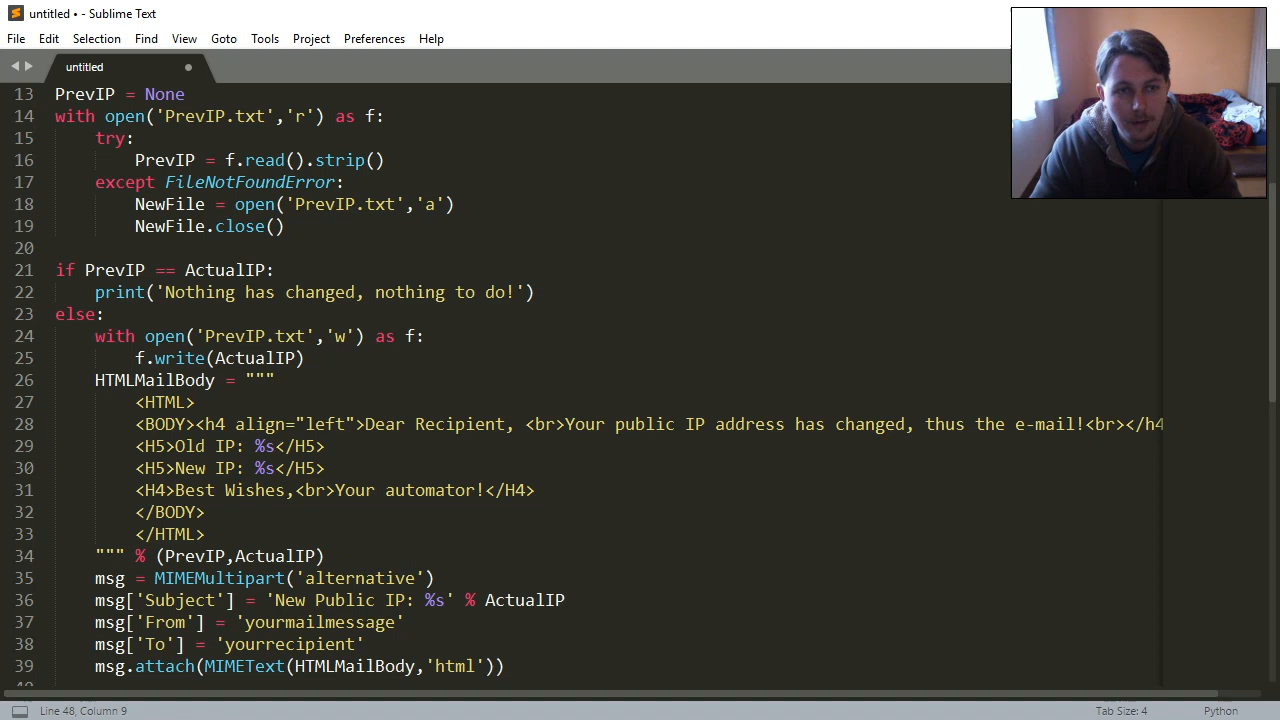 untitled • - Sublime Text
File Edit Selection Find View Goto Tools Project Preferences Help
untitled
13 PrevIP = None
14 with open('PrevIP.txt','r') as f:
15 try:
16 PrevIP = f.read().strip()
17 except FileNotFoundError:
18 NewFile = open('PrevIP.txt','a')
19 NewFile.close()
20
21 if PrevIP == ActualIP:
22 print('Nothing has changed, nothing to do!')
23 else:
24 with open('PrevIP.txt','w') as f:
25 f.write(ActualIP)
26 HTMLMailBody = """
27 <HTML>
28 <BODY><h4 align="left">Dear Recipient, <br>Your public IP address has changed, thus the e-mail!<br></h4
29 <H5>Old IP: %s</H5>
30 <H5>New IP: %s</H5>
31 <H4>Best Wishes,<br>Your automator!</H4>
32 </BODY>
33 </HTML>
34 """ % (PrevIP,ActualIP)
35 msg = MIMEMultipart('alternative')
36 msg['Subject'] = 'New Public IP: %s' % ActualIP
37 msg['From'] = 'yourmailmessage'
38 msg['To'] = 'yourrecipient'
39 msg.attach(MIMEText(HTMLMailBody,'html'))
Line 48, Column 9 Tab Size: 4 Python